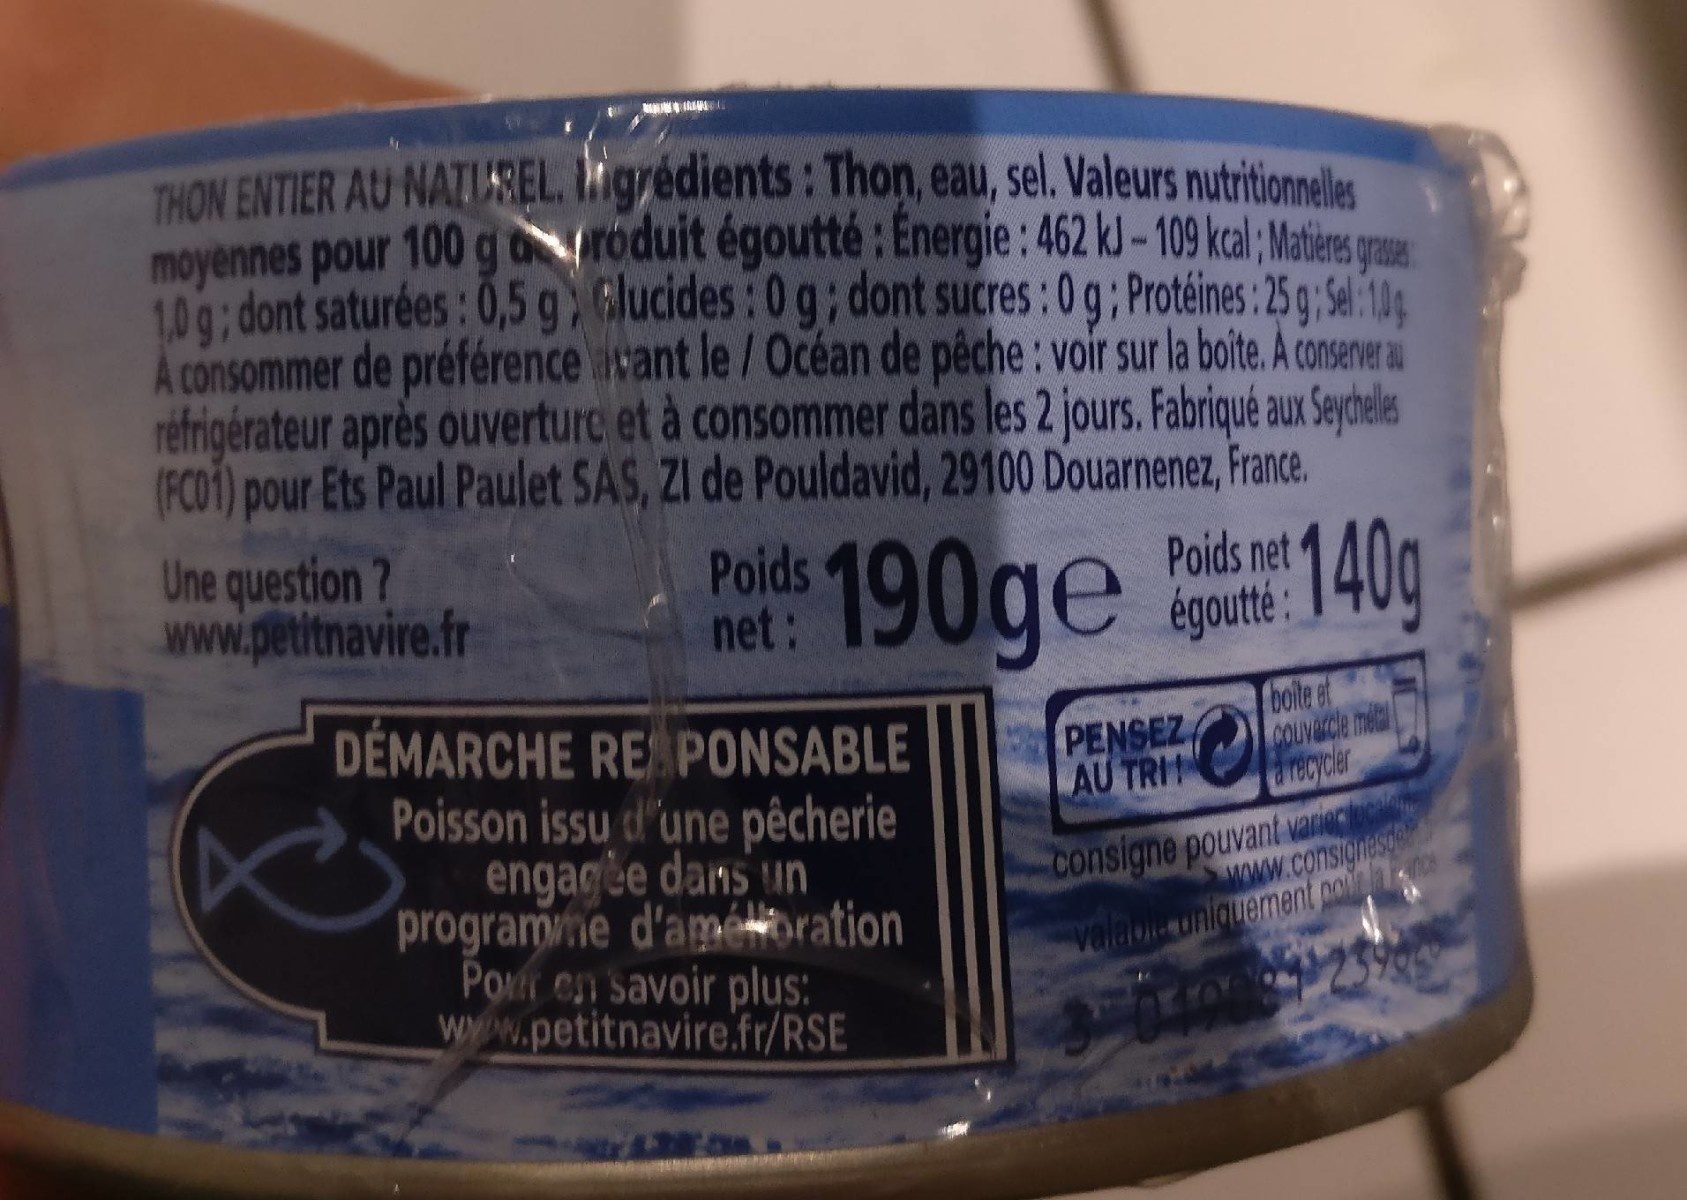 THON ENTIER AU NATUREL. Ingrédients : Thon, eau, sel. Valeurs nutritionnelles
moyennes pour 100 g de produit égoutté : Énergie : 462 kJ – 109 kcal ; Matières grasses :
1,0 g ; dont saturées : 0,5 g ; Glucides : 0 g ; dont sucres : 0 g ; Protéines : 25 g ; Sel : 1,0 g.
À consommer de préférence avant le / Océan de pêche : voir sur la boîte. À conserver au
réfrigérateur après ouverture et à consommer dans les 2 jours. Fabriqué aux Seychelles
(FC01) pour Ets Paul Paulet SAS, ZI de Pouldavid, 29100 Douarnenez, France.
Une question ?
www.petitnavire.fr
Poids net : 190g e
Poids net égoutté : 140g
DÉMARCHE RESPONSABLE
Poisson issu d'une pêcherie
engagée dans un
programme d'amélioration
Pour en savoir plus:
www.petitnavire.fr/RSE
PENSEZ
AU TRI !
boîte et
couvercle métal
à recycler
consigne pouvant varier localement
valable uniquement pour la France